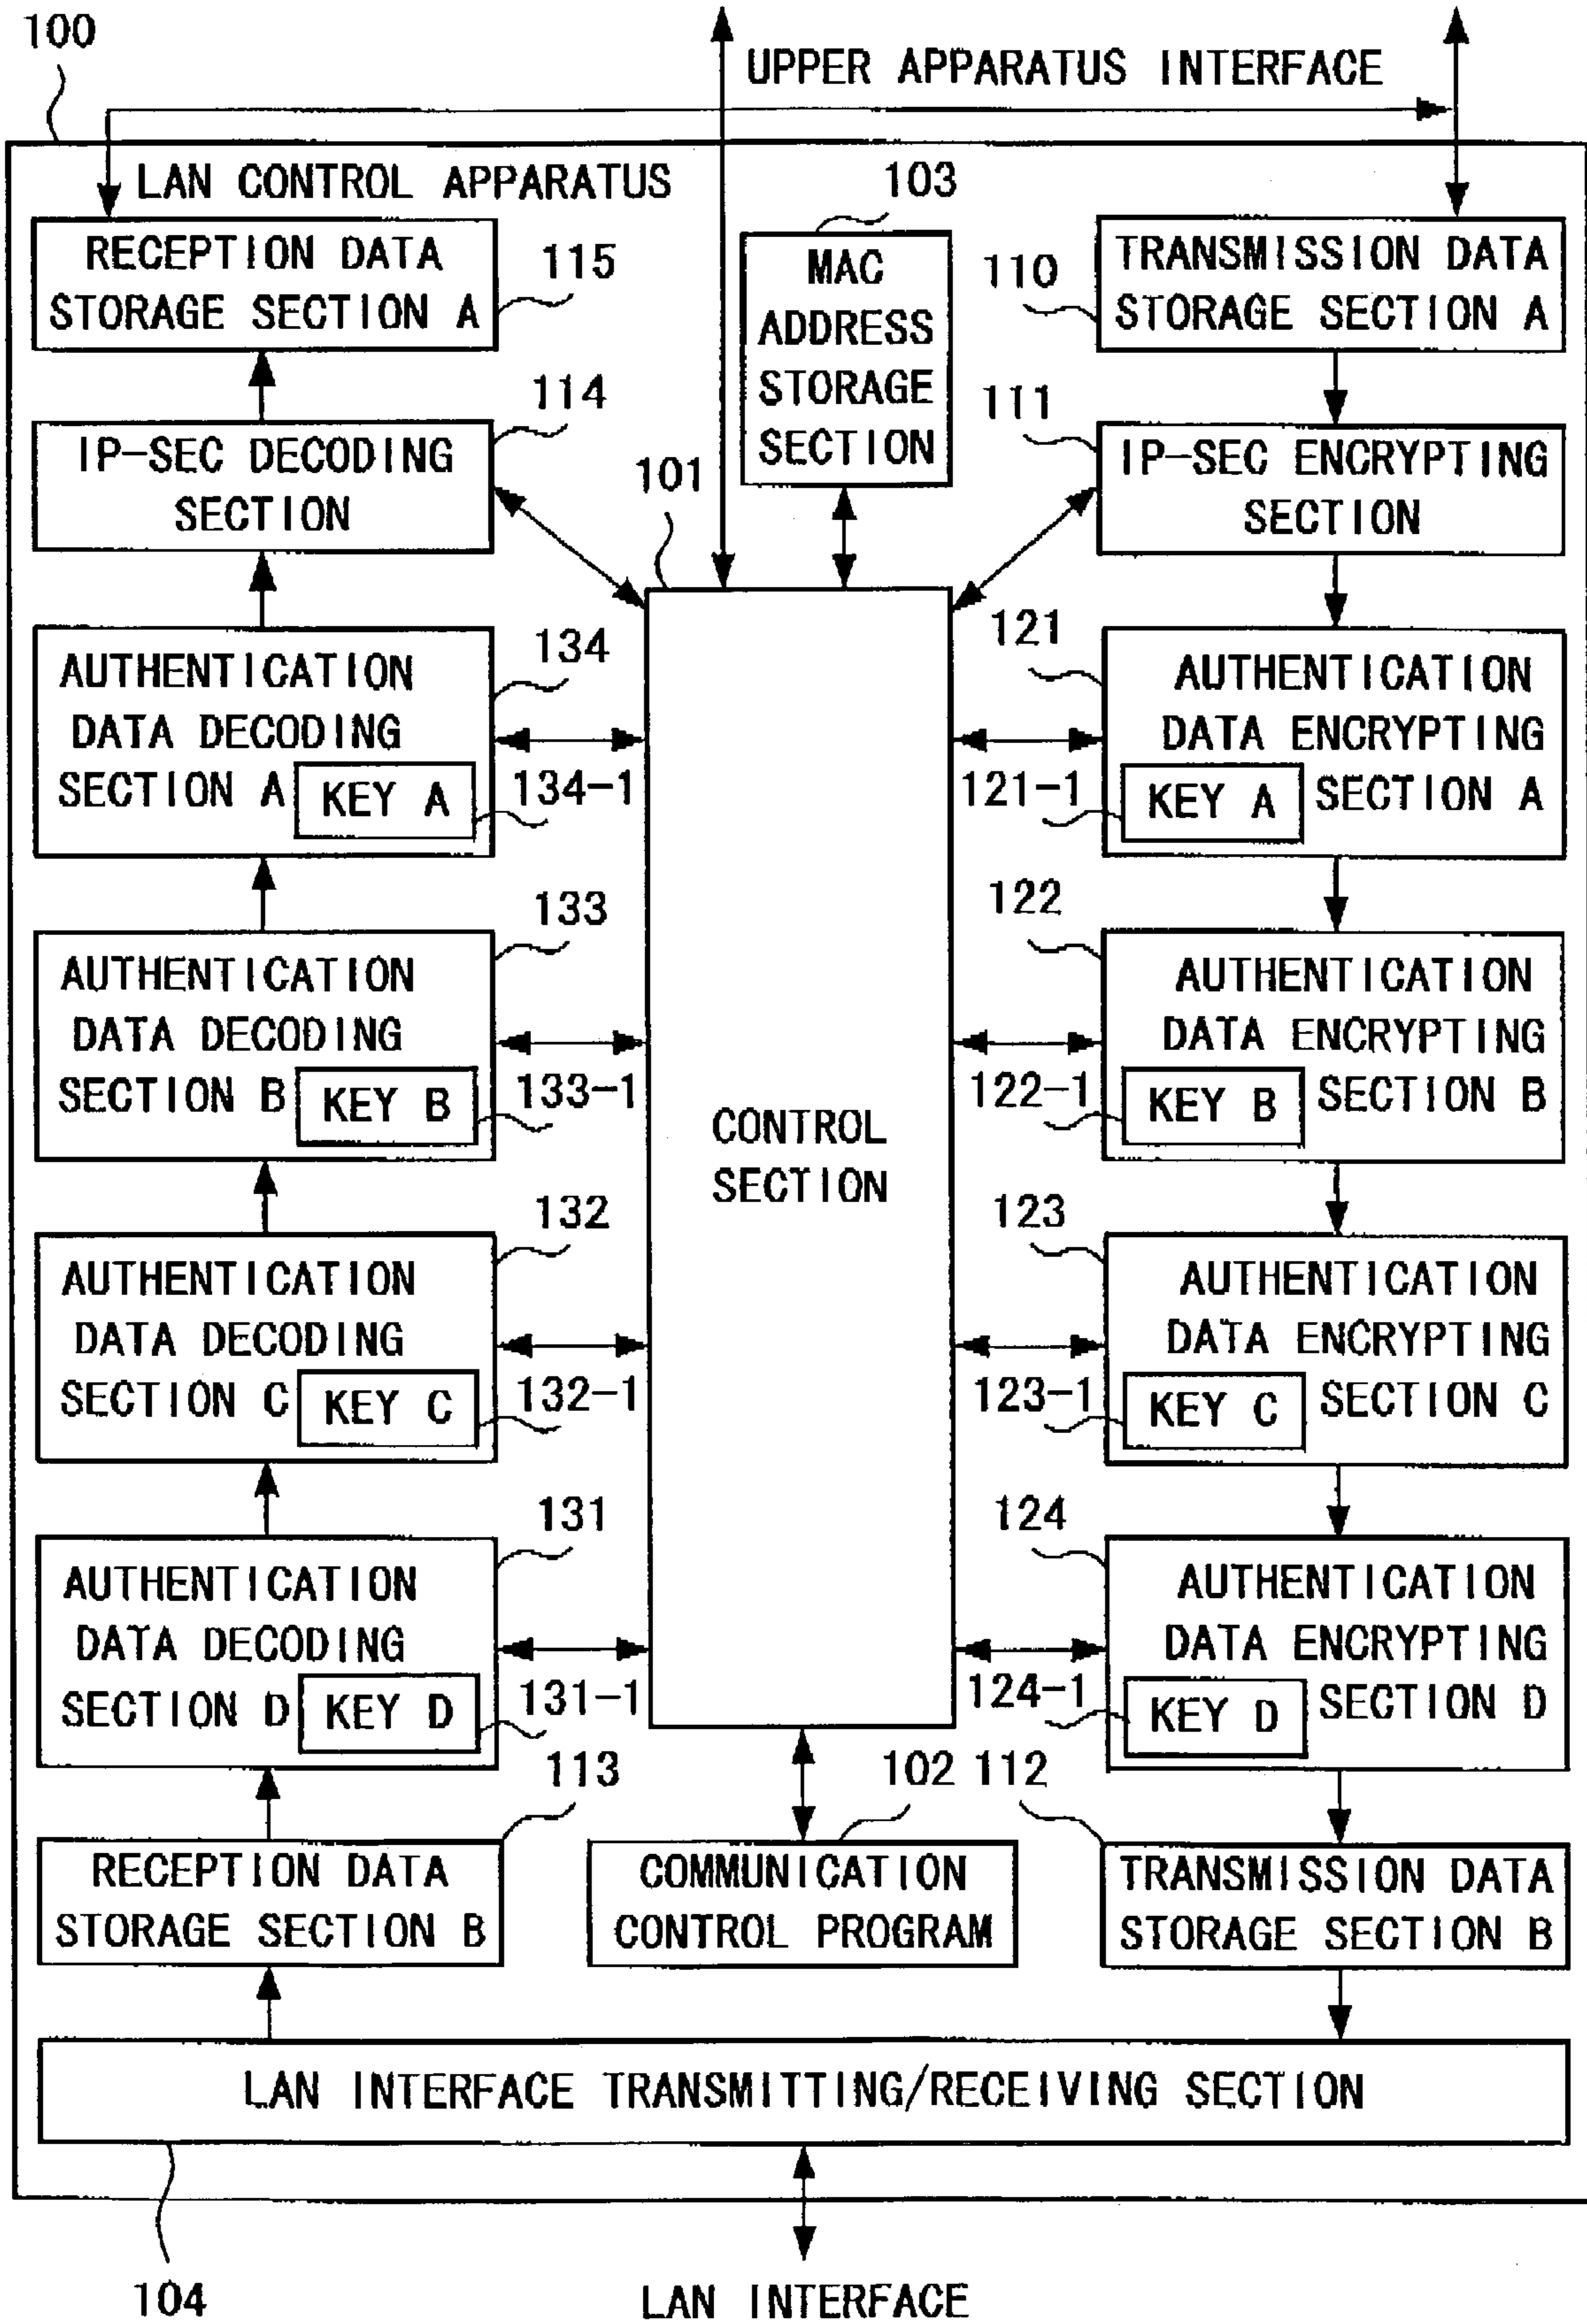 100
UPPER APPARATUS INTERFACE
LAN CONTROL APPARATUS
103
RECEPTION DATA
STORAGE SECTION A
115
MAC
ADDRESS
STORAGE
SECTION
110
TRANSMISSION DATA
STORAGE SECTION A
114
IP-SEC DECODING
SECTION
101
111
IP-SEC ENCRYPTING
SECTION
134
AUTHENTICATION
DATA DECODING
SECTION A
KEY A
134-1
121
AUTHENTICATION
DATA ENCRYPTING
SECTION A
121-1
KEY A
133
AUTHENTICATION
DATA DECODING
SECTION B
KEY B
133-1
CONTROL
SECTION
122
AUTHENTICATION
DATA ENCRYPTING
SECTION B
122-1
KEY B
132
AUTHENTICATION
DATA DECODING
SECTION C
KEY C
132-1
123
AUTHENTICATION
DATA ENCRYPTING
SECTION C
123-1
KEY C
131
AUTHENTICATION
DATA DECODING
SECTION D
KEY D
131-1
124
AUTHENTICATION
DATA ENCRYPTING
SECTION D
124-1
KEY D
113
RECEPTION DATA
STORAGE SECTION B
102
COMMUNICATION
CONTROL PROGRAM
112
TRANSMISSION DATA
STORAGE SECTION B
LAN INTERFACE TRANSMITTING/RECEIVING SECTION
104
LAN INTERFACE